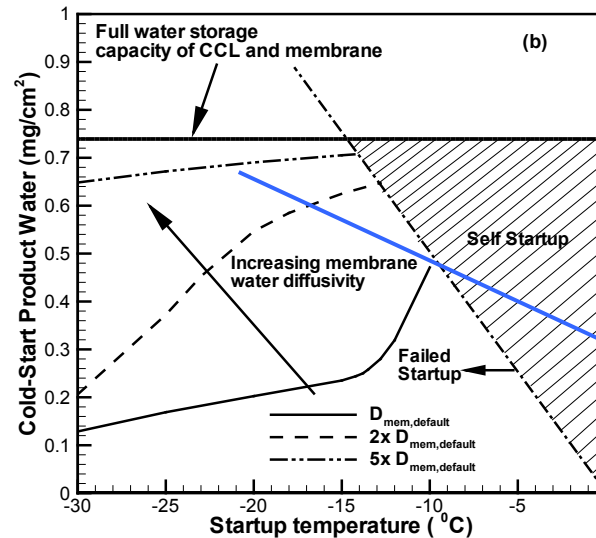 Full water storage
capacity of CCL and membrane
(b)
Cold-Start Product Water (mg/cm²)
1
0.9
0.8
0.7
0.6
0.5
0.4
0.3
0.2
0.1
0
Self Startup
Increasing membrane
water diffusivity
Failed
Startup
D mem,default
2x D mem,default
5x D mem,default
-30
-25
-20
-15
-10
-5
Startup temperature ( ⁰C)